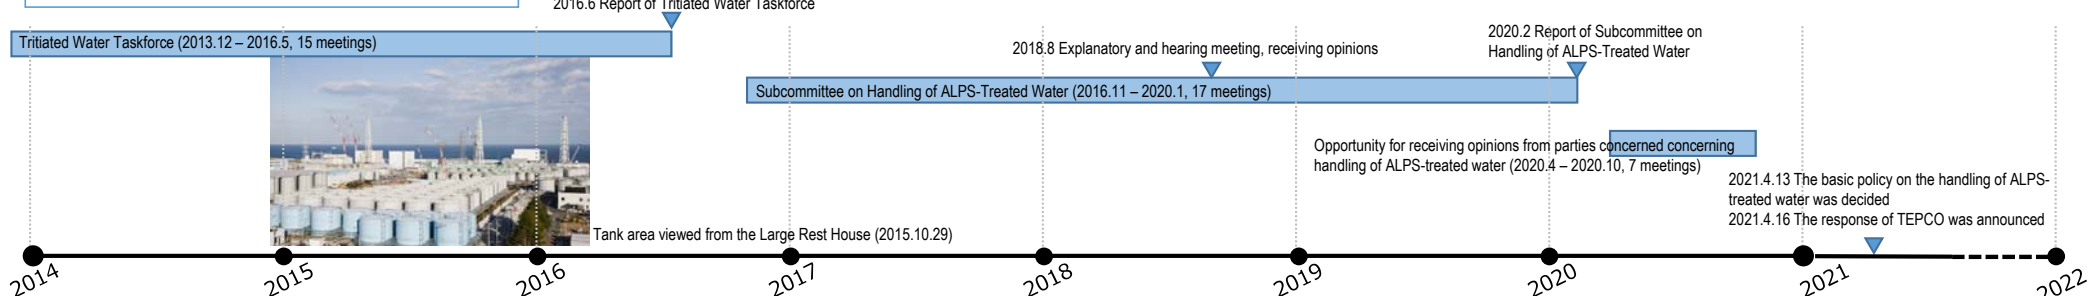 2016.6 Report of Tritiated Water Taskforce
Tritiated Water Taskforce (2013.12 – 2016.5, 15 meetings)
2018.8 Explanatory and hearing meeting, receiving opinions
2020.2 Report of Subcommittee on
Handling of ALPS-Treated Water
Subcommittee on Handling of ALPS-Treated Water (2016.11 – 2020.1, 17 meetings)
Opportunity for receiving opinions from parties concerned concerning
handling of ALPS-treated water (2020.4 – 2020.10, 7 meetings)
2021.4.13 The basic policy on the handling of ALPS-
treated water was decided
2021.4.16 The response of TEPCO was announced
Tank area viewed from the Large Rest House (2015.10.29)
2014
2015
2016
2017
2018
2019
2020
2021
2022